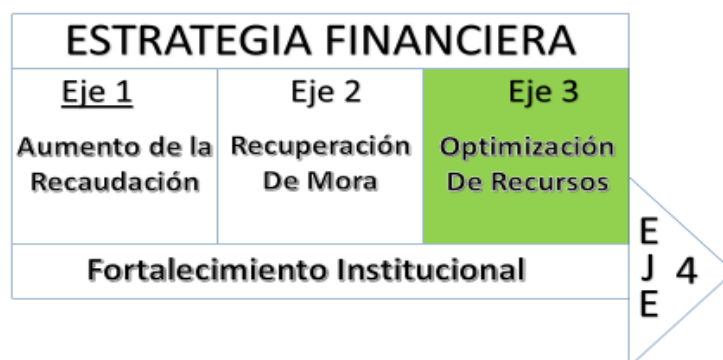 ESTRATEGIA FINANCIERA
Eje 1
Aumento de la
Recaudación
Eje 2
Recuperación
De Mora
Eje 3
Optimización
De Recursos
Fortalecimiento Institucional
EJE 4